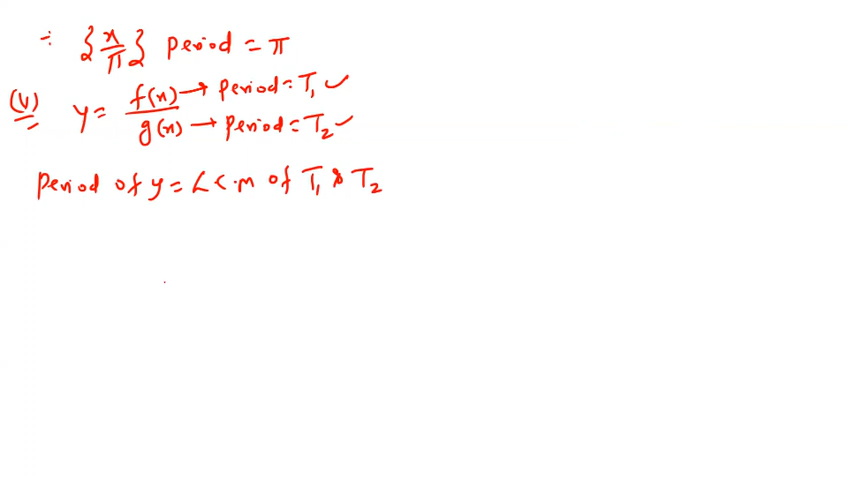 ÷ {x/π} period = π
(V) y = f(x)/g(x) → period = T₁ ✓
→ period = T₂ ✓
period of y = L C.M of T₁ & T₂